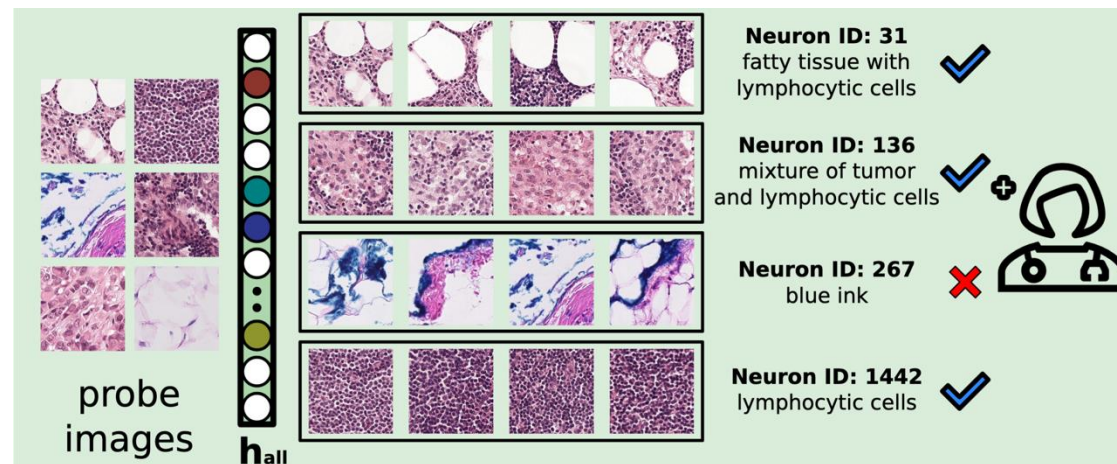 probe
images
h all
Neuron ID: 31
fatty tissue with
lymphocytic cells
Neuron ID: 136
mixture of tumor
and lymphocytic cells
Neuron ID: 267
blue ink
Neuron ID: 1442
lymphocytic cells